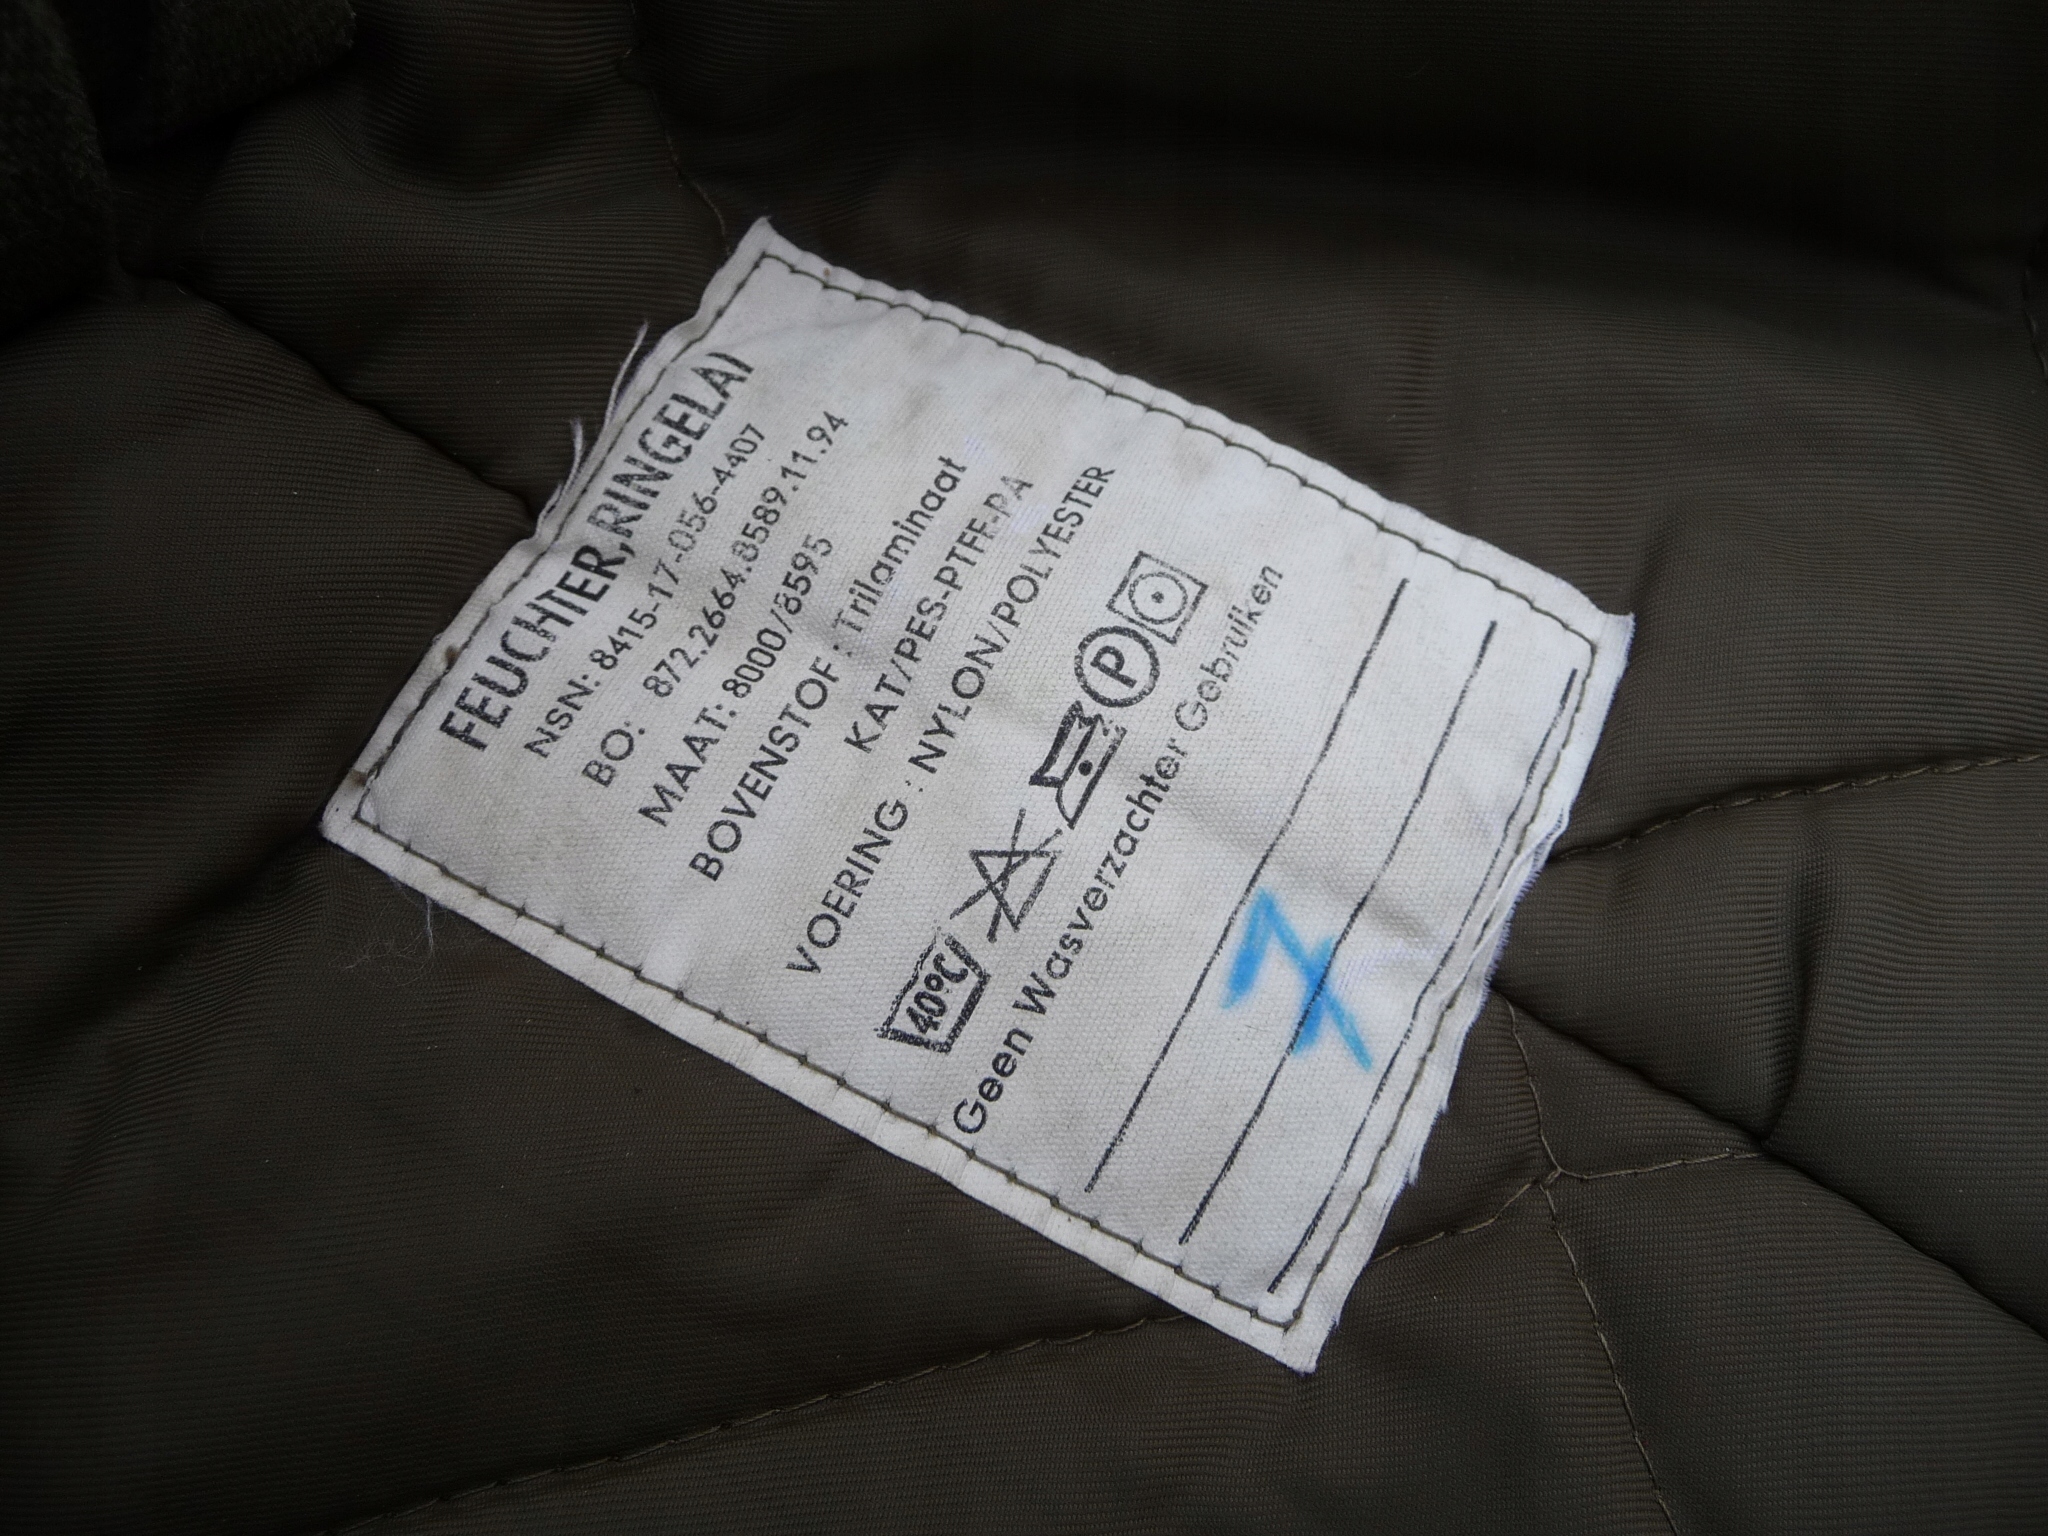 FEUCHTER,RINGELAI
NSN: 8415-17-056-4407
BO: 872.2664.8589.11.94
MAAT: 8000/8595
BOVENSTOF : Trilaminaat
KAT/PES-PTFE-PA
VOERING : NYLON/POLYESTER
40°C P
Geen Wasverzachter Gebruiken
7